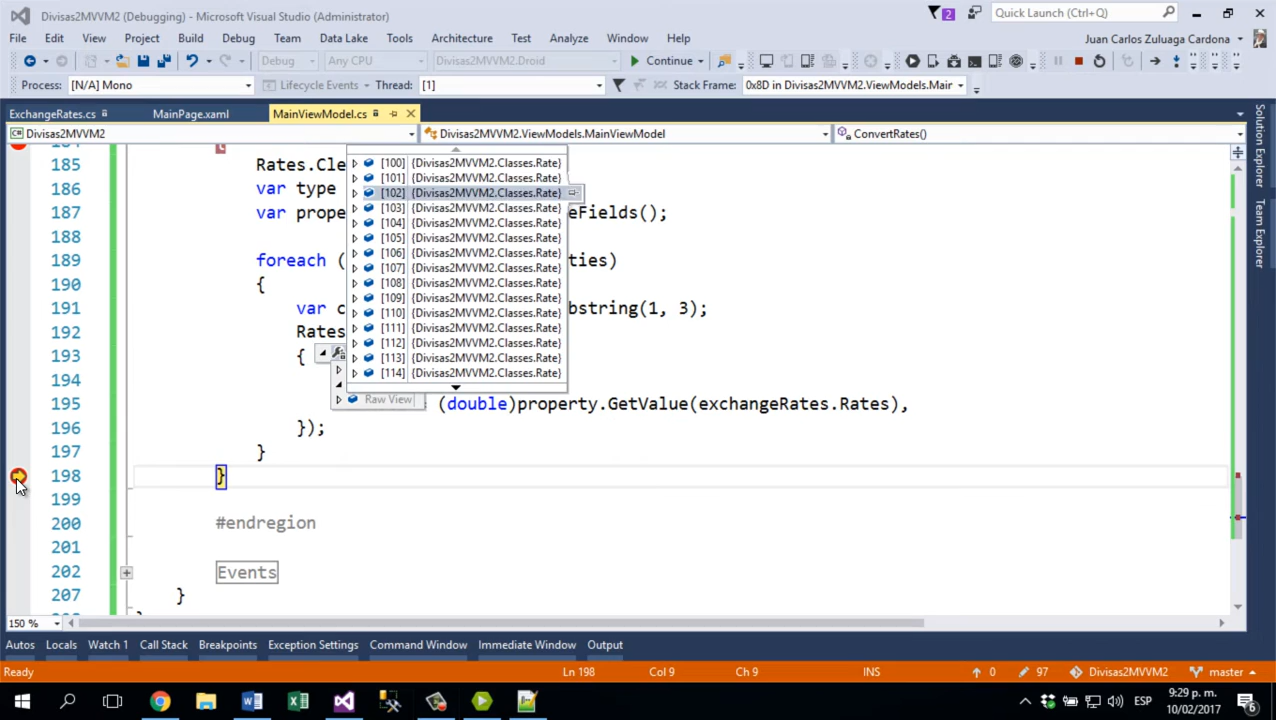 Divisas2MVVM2 (Debugging) - Microsoft Visual Studio (Administrator)
2
Quick Launch (Ctrl+Q)
File Edit View Project Build Debug Team Data Lake Tools Architecture Test Analyze Window Help
Juan Carlos Zuluaga Cardona
Debug Any CPU Divisas2MVVM2.Droid Continue
Process: [N/A] Mono Lifecycle Events Thread: [1] Stack Frame: 0x8D in Divisas2MVVM2.ViewModels.Mair
ExchangeRates.cs MainPage.xaml MainViewModel.cs
Divisas2MVVM2 Divisas2MVVM2.ViewModels.MainViewModel ConvertRates()
Solution Explorer
Team Explorer
184
185 Rates.Cle
186 var type
187 var prope eFields();
188
189 foreach ( ties)
190 {
191 var c bstring(1, 3);
192 Rates
193 {
194
195 (double)property.GetValue(exchangeRates.Rates),
196 });
197 }
198 }
199
200 #endregion
201
202 Events
207 }
[100] {Divisas2MVVM2.Classes.Rate}
[101] {Divisas2MVVM2.Classes.Rate}
[102] {Divisas2MVVM2.Classes.Rate}
[103] {Divisas2MVVM2.Classes.Rate}
[104] {Divisas2MVVM2.Classes.Rate}
[105] {Divisas2MVVM2.Classes.Rate}
[106] {Divisas2MVVM2.Classes.Rate}
[107] {Divisas2MVVM2.Classes.Rate}
[108] {Divisas2MVVM2.Classes.Rate}
[109] {Divisas2MVVM2.Classes.Rate}
[110] {Divisas2MVVM2.Classes.Rate}
[111] {Divisas2MVVM2.Classes.Rate}
[112] {Divisas2MVVM2.Classes.Rate}
[113] {Divisas2MVVM2.Classes.Rate}
[114] {Divisas2MVVM2.Classes.Rate}
Raw View
150 %
Autos Locals Watch 1 Call Stack Breakpoints Exception Settings Command Window Immediate Window Output
Ready Ln 198 Col 9 Ch 9 INS 0 97 Divisas2MVVM2 master
ESP 9:29 p. m.
10/02/2017 6